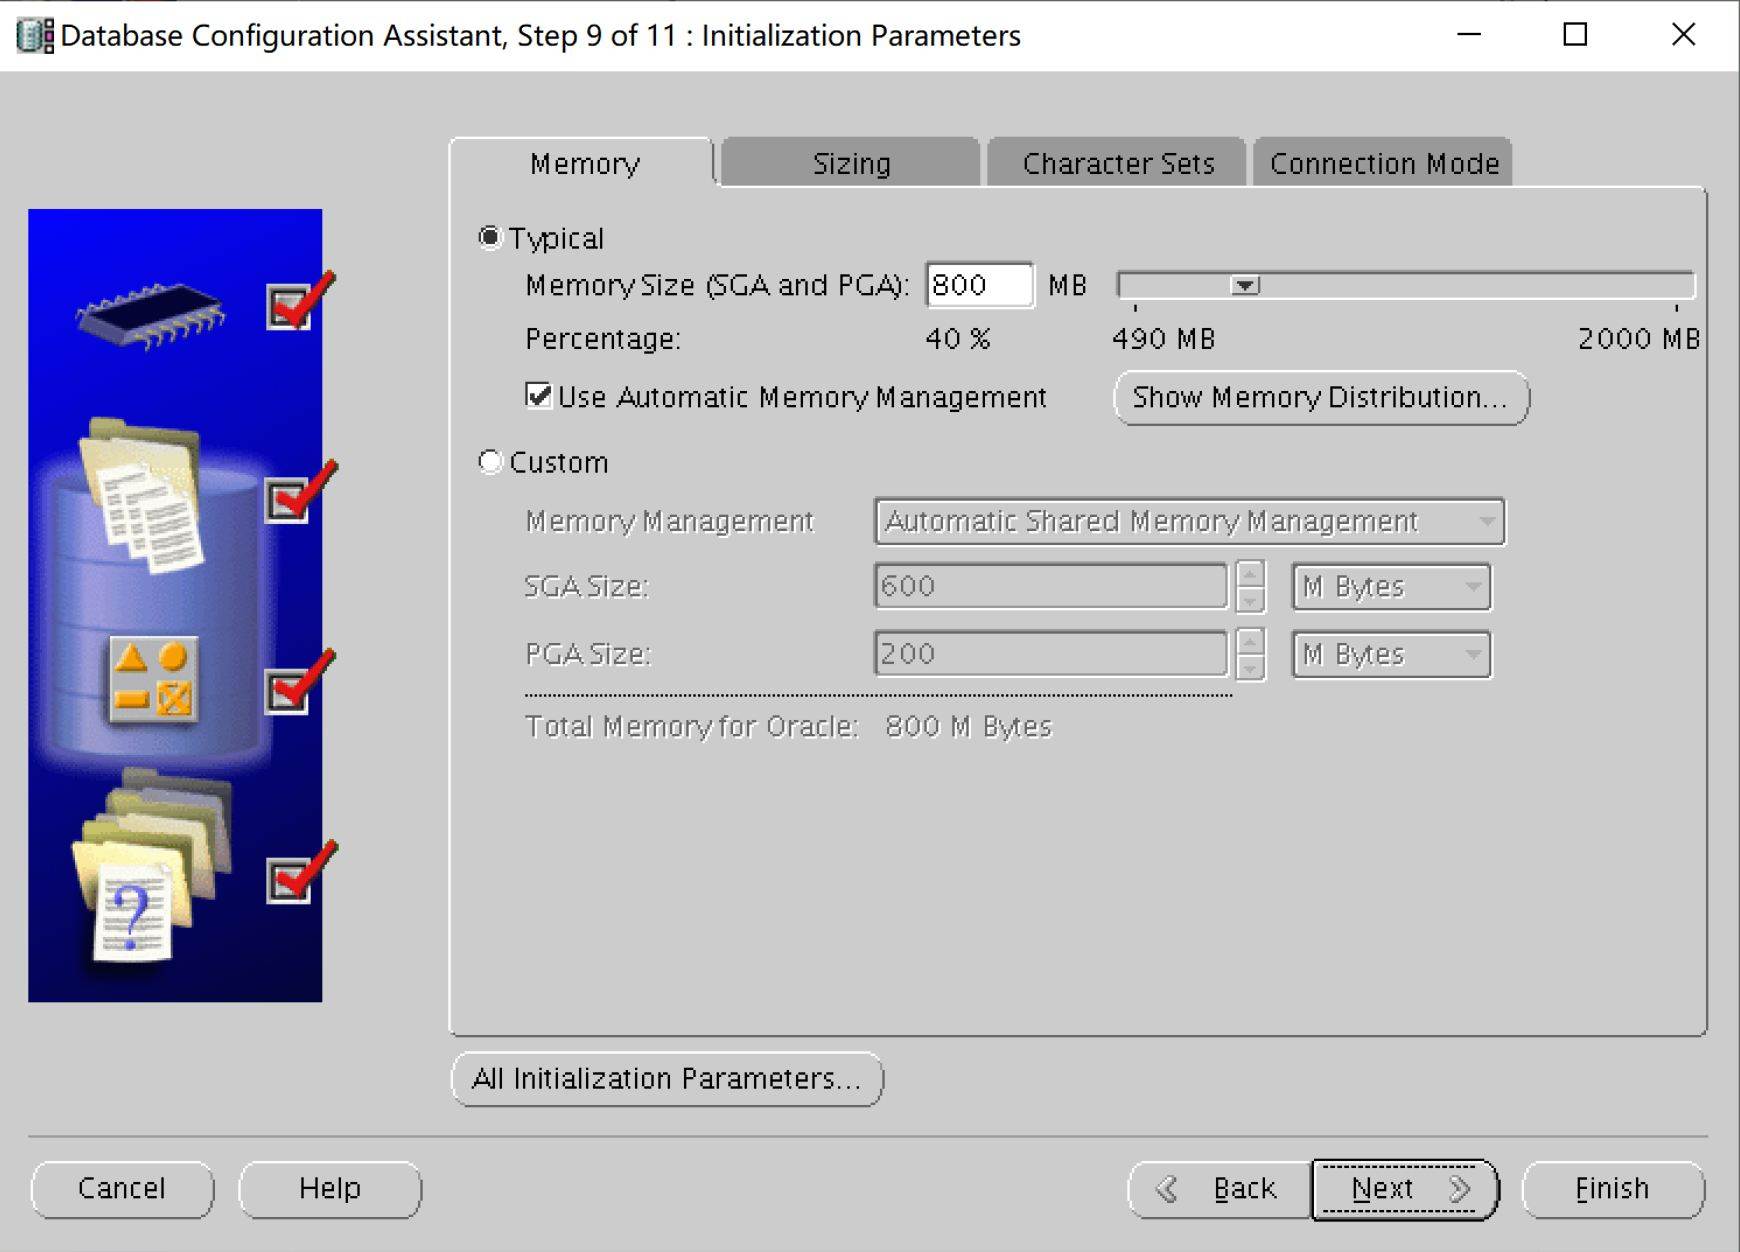 Database Configuration Assistant, Step 9 of 11 : Initialization Parameters
Memory Sizing Character Sets Connection Mode
Typical
Memory Size (SGA and PGA): 800 MB
Percentage: 40 % 490 MB 2000 MB
Use Automatic Memory Management Show Memory Distribution...
Custom
Memory Management Automatic Shared Memory Management
SGA Size: 600 M Bytes
PGA Size: 200 M Bytes
Total Memory for Oracle: 800 M Bytes
?
All Initialization Parameters...
Cancel Help Back Next Finish